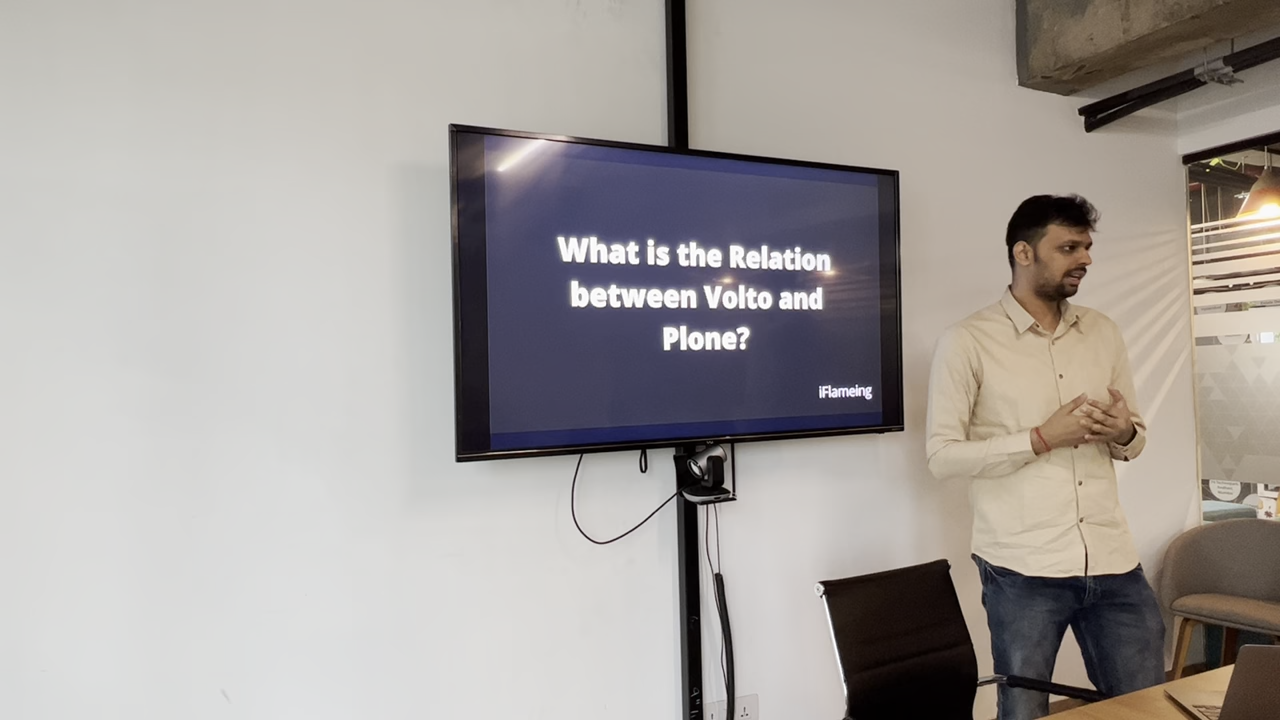 What is the Relation
between Volto and
Plone?
iFlameing